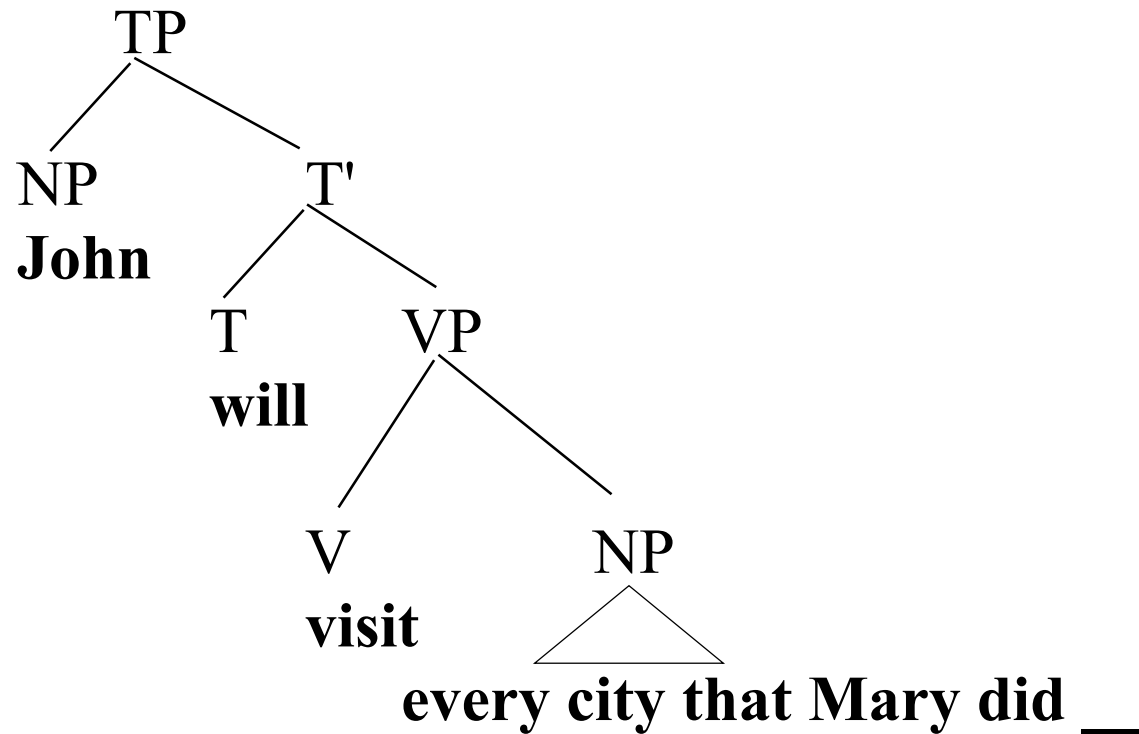 TP
NP T'
John
T VP
will
V NP
visit
every city that Mary did __